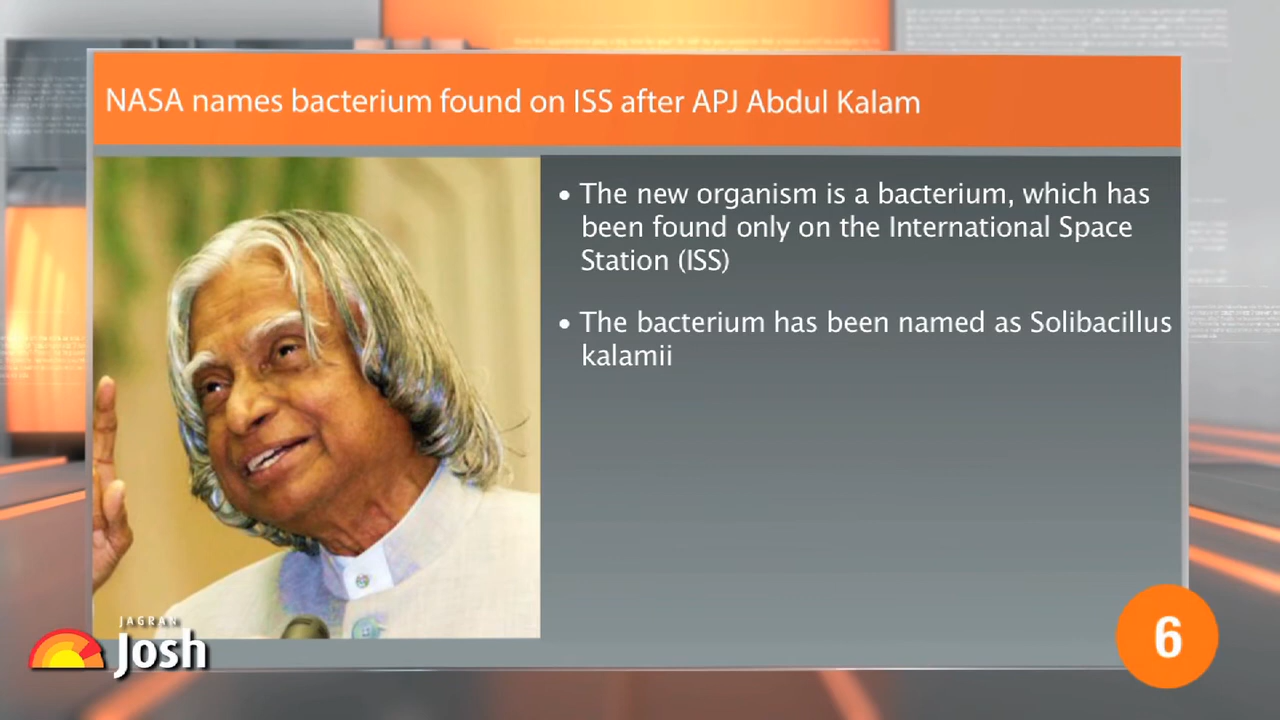 NASA names bacterium found on ISS after APJ Abdul Kalam
• The new organism is a bacterium, which has
been found only on the International Space
Station (ISS)
• The bacterium has been named as Solibacillus
kalamii
JAGRAN
Josh
6